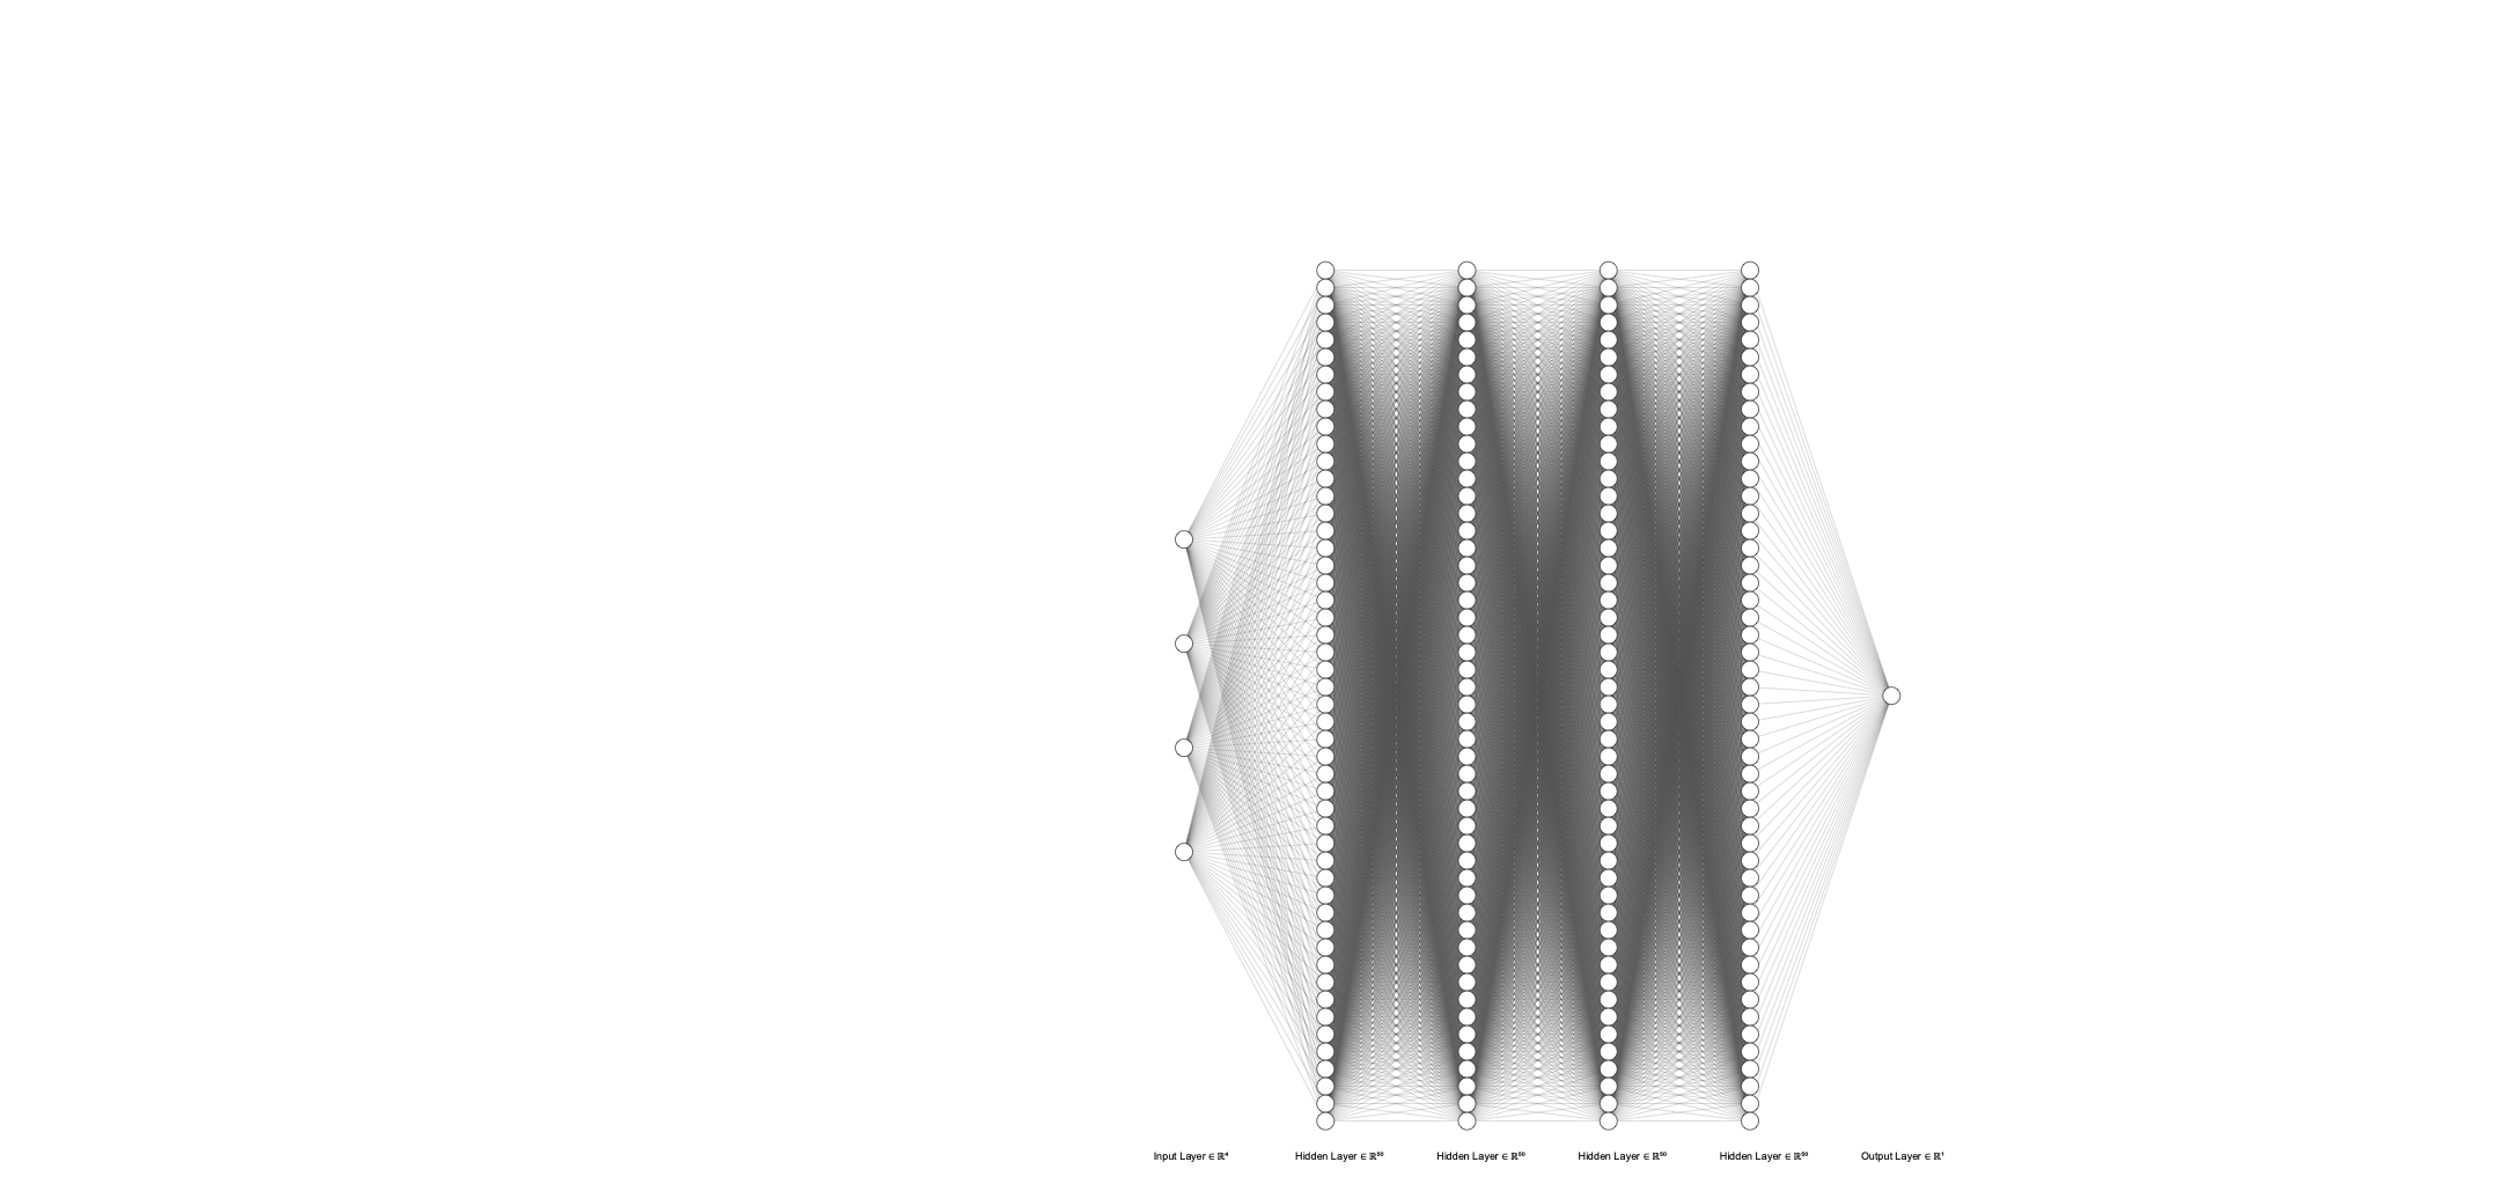 Input Layer ∈ ℝ⁴
Hidden Layer ∈ ℝ⁵⁰
Hidden Layer ∈ ℝ⁵⁰
Hidden Layer ∈ ℝ⁵⁰
Hidden Layer ∈ ℝ⁵⁰
Output Layer ∈ ℝ¹